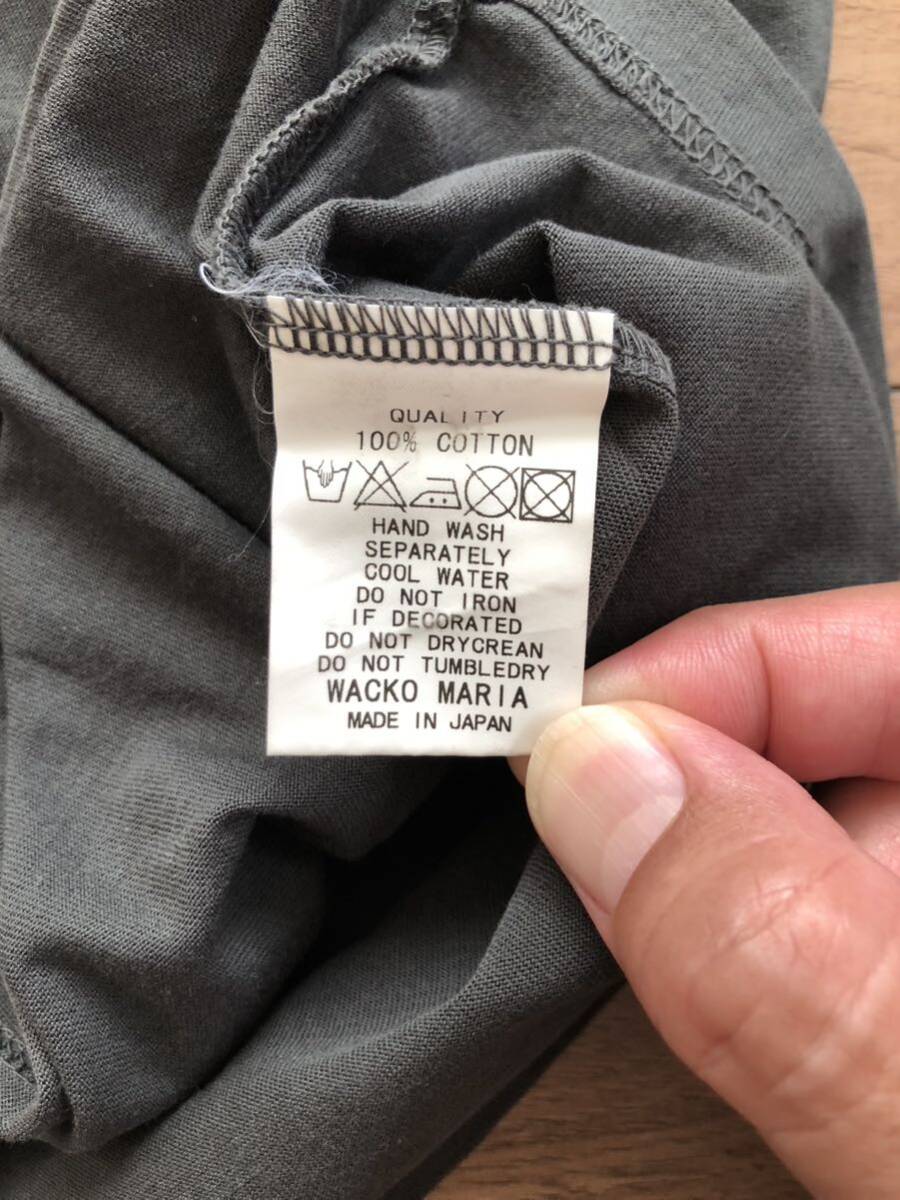 QUALITY
100% COTTON
HAND WASH
SEPARATELY
COOL WATER
DO NOT IRON
IF DECORATED
DO NOT DRYCREAN
DO NOT TUMBLEDRY
WACKO MARIA
MADE IN JAPAN